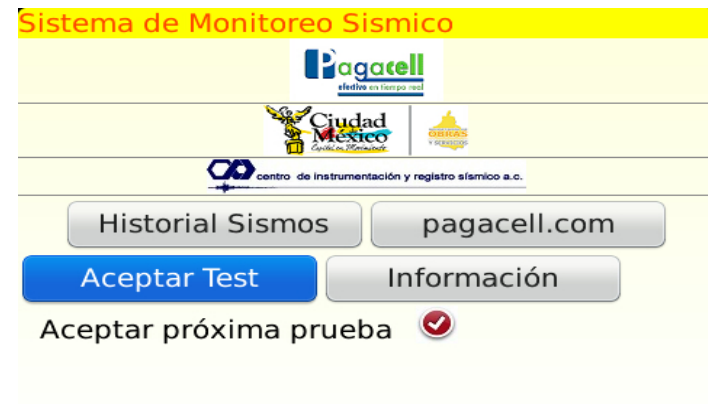 Sistema de Monitoreo Sismico
Pagacell
efectivo en tiempo real
Ciudad
México
Capital en Movimiento
OBRAS
Y SERVICIOS
centro de instrumentación y registro sísmico a.c.
Historial Sismos
pagacell.com
Aceptar Test
Información
Aceptar próxima prueba